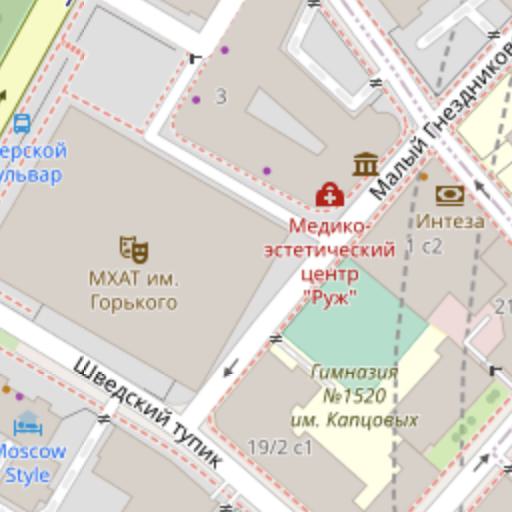 3
Малый Гнездников
ерской
ульвар
Интеза
1 с2
Медико-
эстетический
центр
"Руж"
МХАТ им.
Горького
21
Шведский тупик
Гимназия
№1520
им. Капцовых
19/2 с1
Moscow
Style